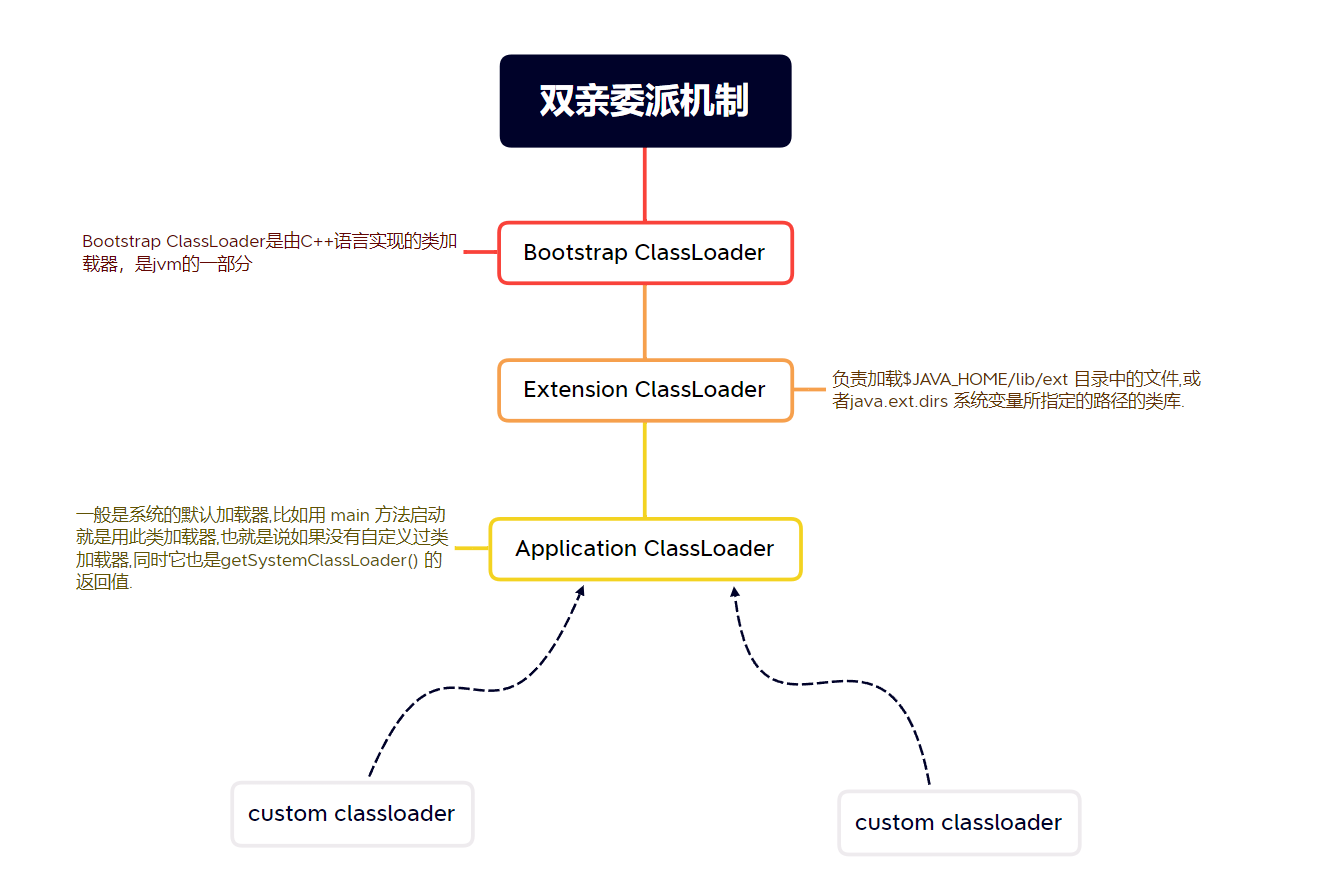 双亲委派机制
Bootstrap ClassLoader是由C++语言实现的类加
载器，是jvm的一部分
Bootstrap ClassLoader
Extension ClassLoader
负责加载$JAVA_HOME/lib/ext 目录中的文件,或
者java.ext.dirs 系统变量所指定的路径的类库.
一般是系统的默认加载器,比如用 main 方法启动
就是用此类加载器,也就是说如果没有自定义过类
加载器,同时它也是getSystemClassLoader() 的
返回值.
Application ClassLoader
custom classloader
custom classloader